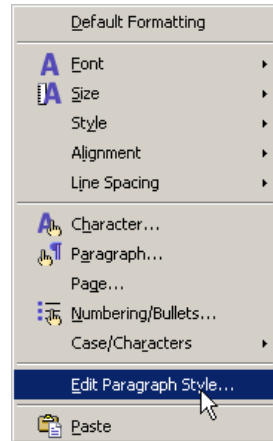 Default Formatting
Font
Size
Style
Alignment
Line Spacing
Character...
Paragraph...
Page...
Numbering/Bullets...
Case/Characters
Edit Paragraph Style...
Paste